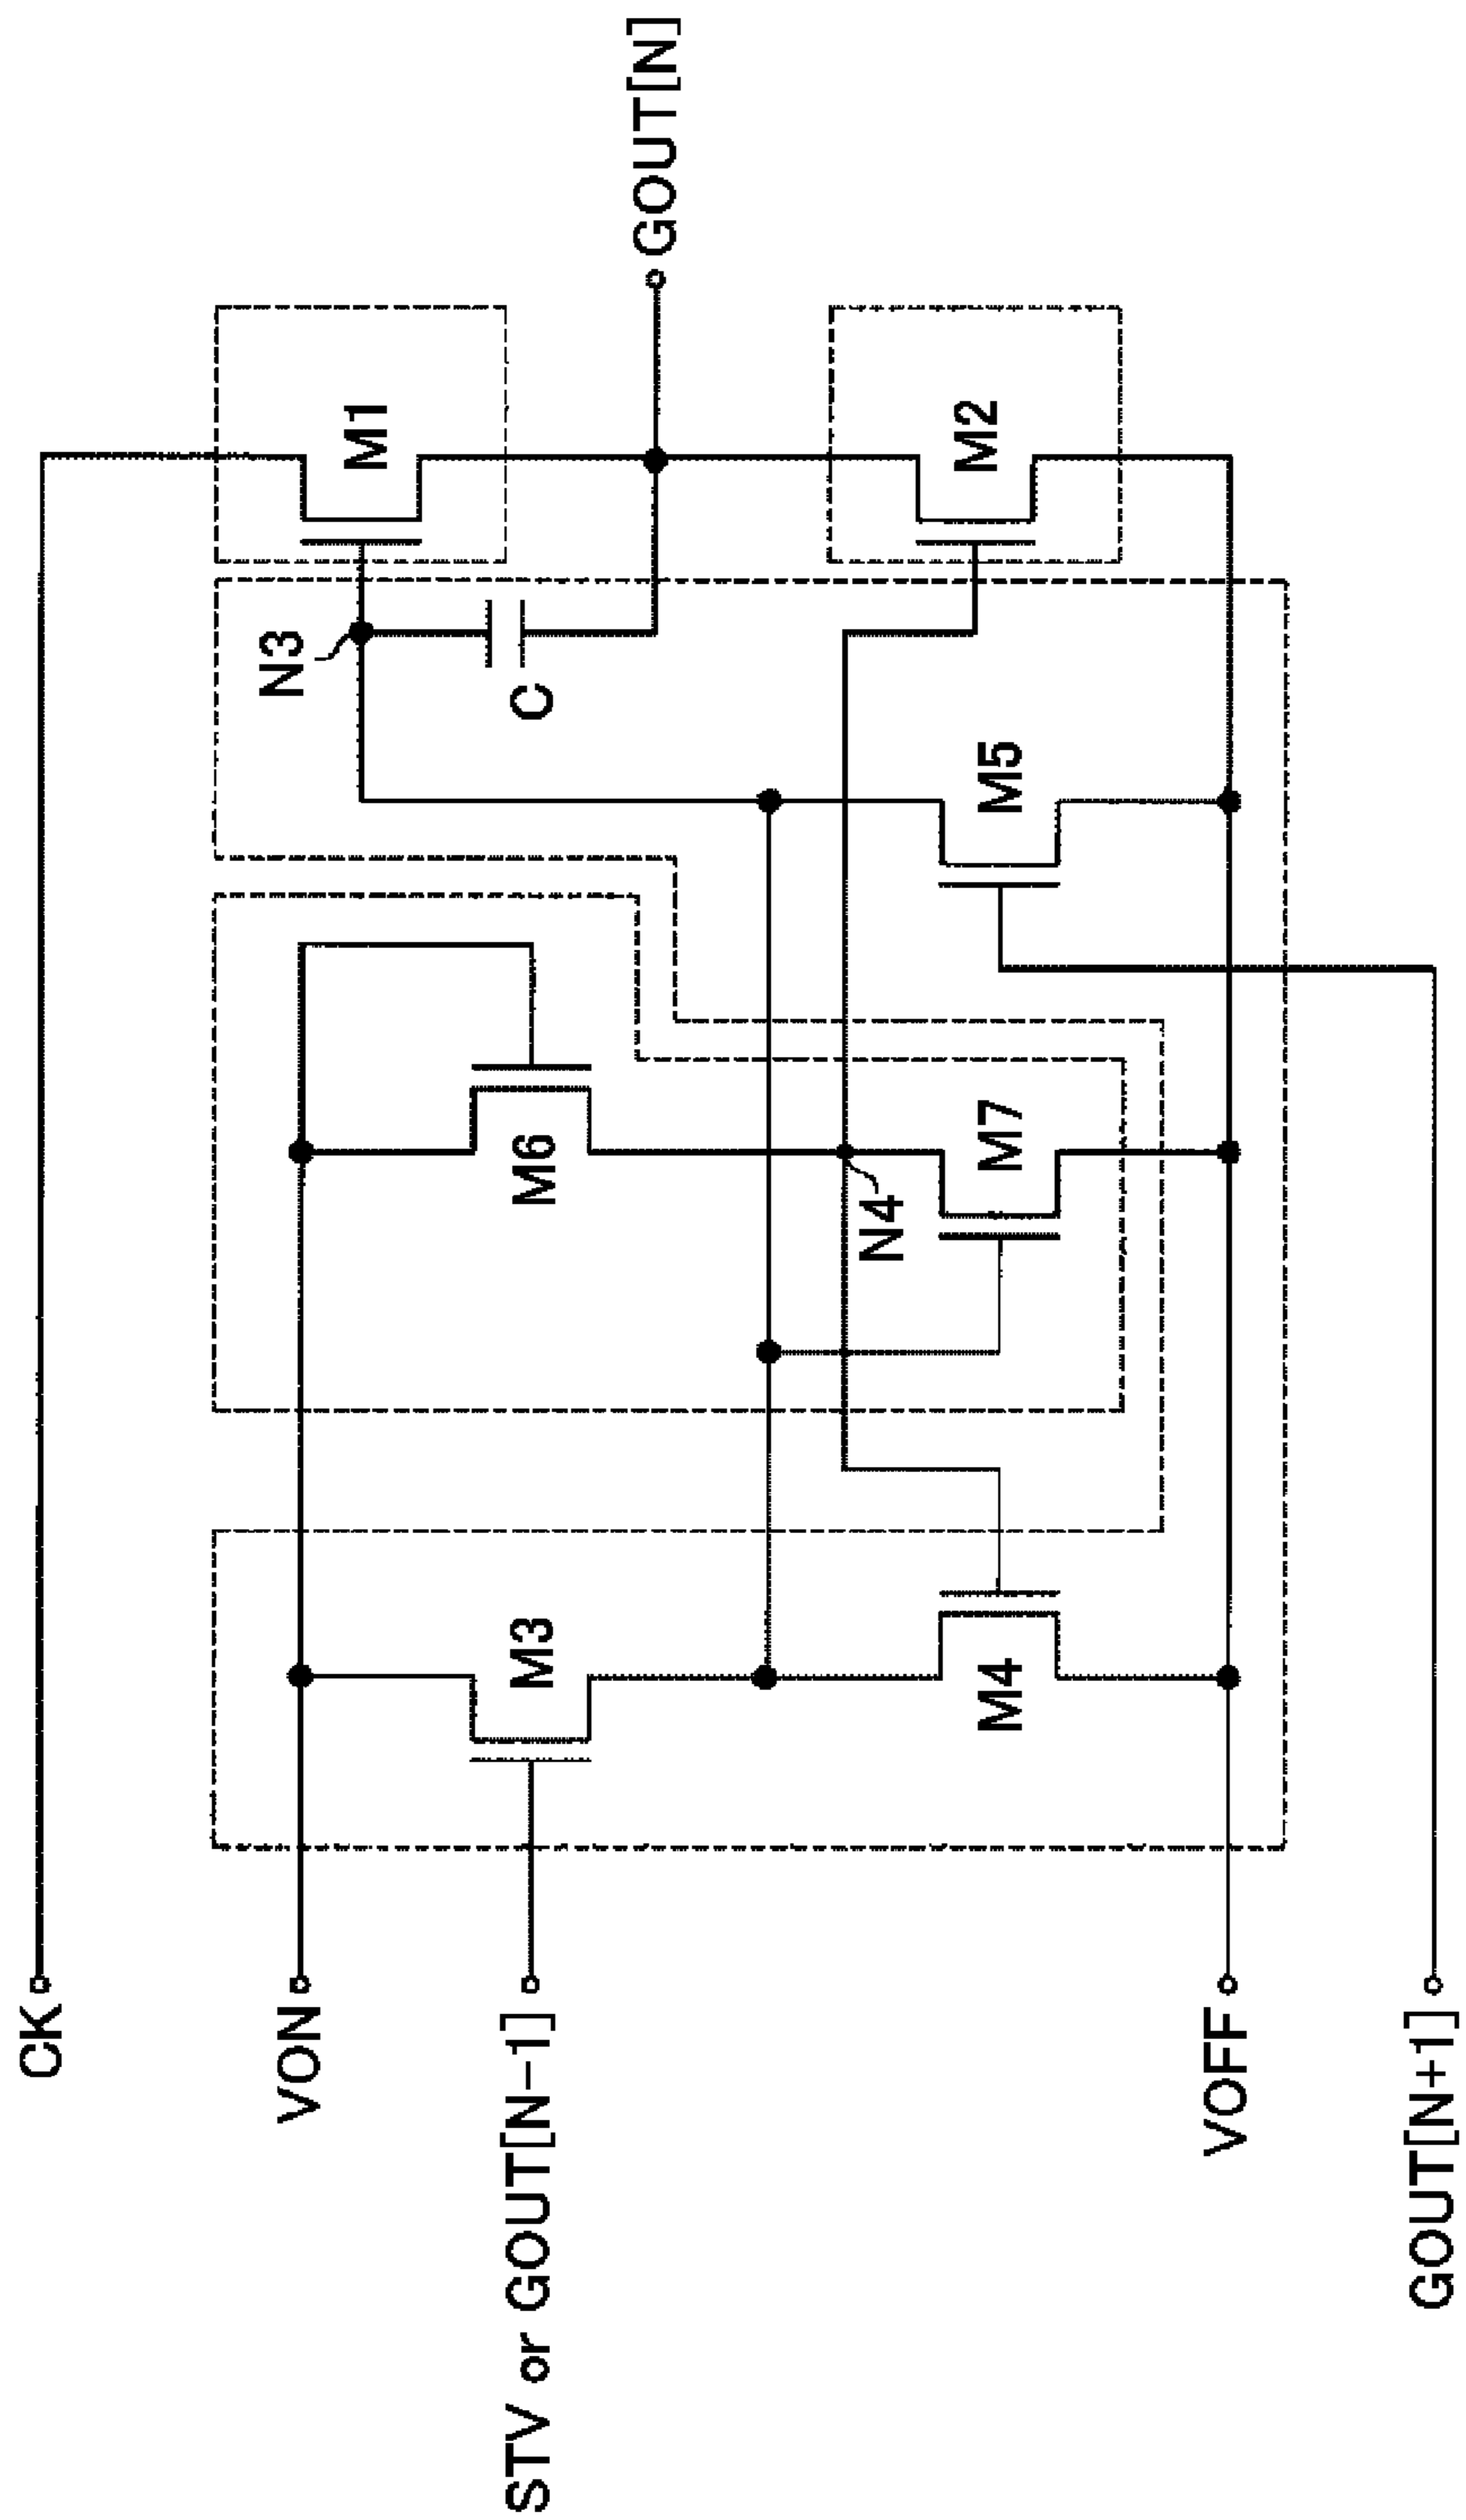 CK
VON
STV or GOUT[N-1]
VOFF
GOUT[N+1]
M3
M4
M6
N4
M7
M5
N3
C
M1
M2
GOUT[N]